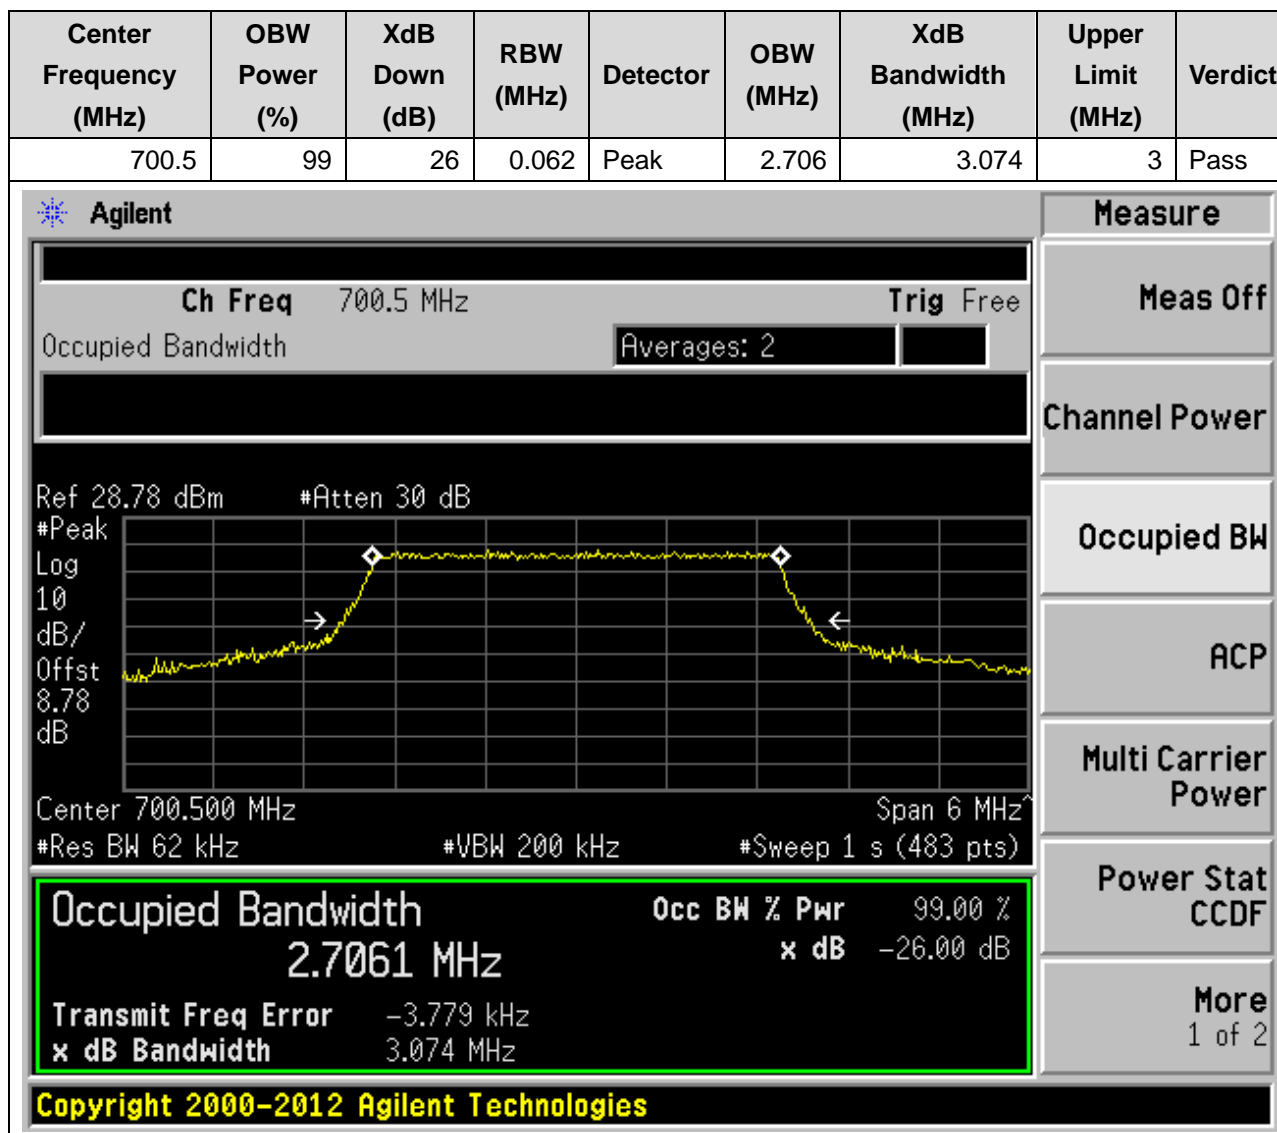 Center Frequency (MHz) OBW Power (%) XdB Down (dB) RBW (MHz) Detector OBW (MHz) XdB Bandwidth (MHz) Upper Limit (MHz) Verdict
700.5 99 26 0.062 Peak 2.706 3.074 3 Pass
Agilent
Ch Freq 700.5 MHz Trig Free
Occupied Bandwidth Averages: 2
Ref 28.78 dBm #Atten 30 dB
#Peak
Log
10
dB/
Offst
8.78
dB
Center 700.500 MHz Span 6 MHz^
#Res BW 62 kHz #VBW 200 kHz #Sweep 1 s (483 pts)
Occupied Bandwidth Occ BW % Pwr 99.00 %
2.7061 MHz x dB -26.00 dB
Transmit Freq Error -3.779 kHz
x dB Bandwidth 3.074 MHz
Copyright 2000-2012 Agilent Technologies
Measure
Meas Off
Channel Power
Occupied BW
ACP
Multi Carrier
Power
Power Stat
CCDF
More
1 of 2